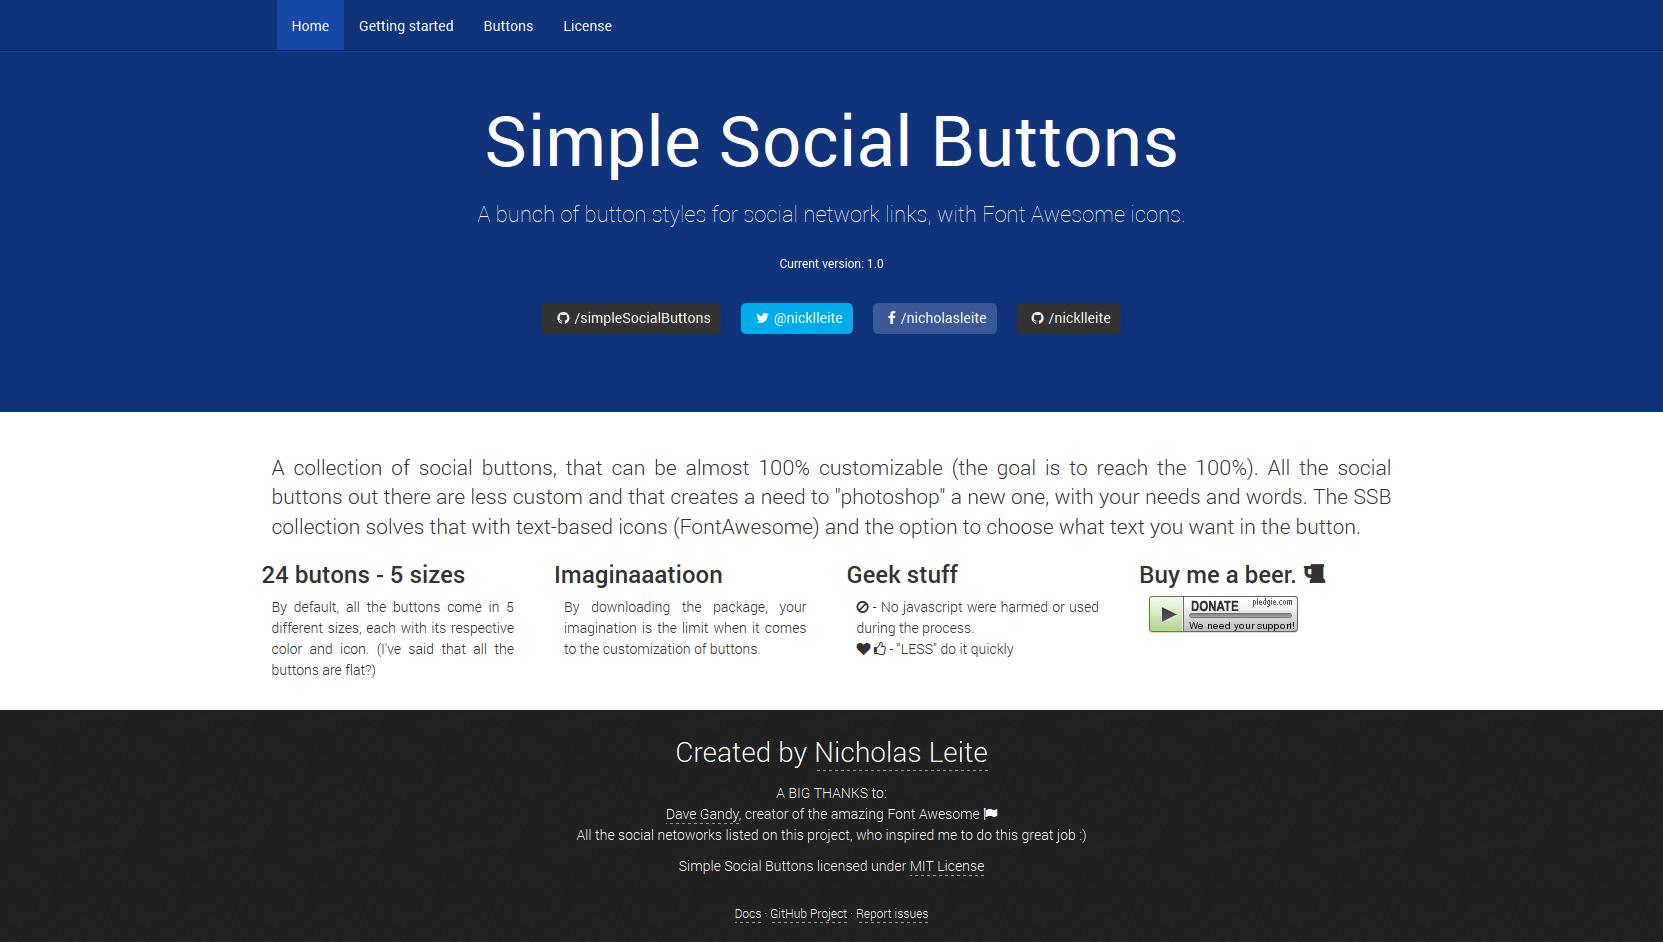 Home Getting started Buttons License
Simple Social Buttons
A bunch of button styles for social network links, with Font Awesome icons.
Current version: 1.0
/simpleSocialButtons @nicklleite /nicholasleite /nicklleite
A collection of social buttons, that can be almost 100% customizable (the goal is to reach the 100%). All the social
buttons out there are less custom and that creates a need to "photoshop" a new one, with your needs and words. The SSB
collection solves that with text-based icons (FontAwesome) and the option to choose what text you want in the button.
24 butons - 5 sizes
By default, all the buttons come in 5
different sizes, each with its respective
color and icon. (I've said that all the
buttons are flat?)
Imaginaaatioon
By downloading the package, your
imagination is the limit when it comes
to the customization of buttons.
Geek stuff
- No javascript were harmed or used
during the process.
- "LESS" do it quickly
Buy me a beer.
DONATE pledgie.com
We need your support!
Created by Nicholas Leite
A BIG THANKS to:
Dave Gandy, creator of the amazing Font Awesome
All the social netoworks listed on this project, who inspired me to do this great job :)
Simple Social Buttons licensed under MIT License
Docs · GitHub Project · Report issues